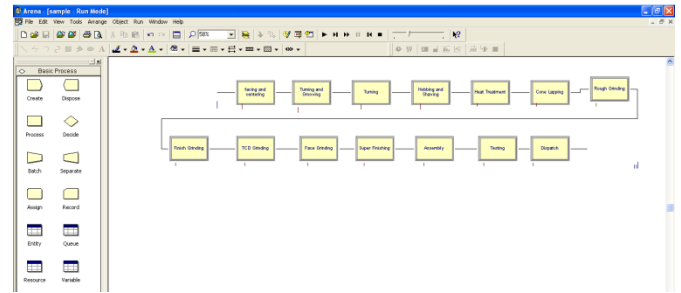 Arena - [sample - Run Mode]
File Edit View Tools Arrange Object Run Window Help
50%
Basic Process
Create Dispose
Process Decide
Batch Separate
Assign Record
Entity Queue
Resource Variable
facing and centering
Turning and Grooving
Turning
Hobbing and Shaving
Heat Treatment
Cone Lapping
Rough Grinding
Finish Grinding
TCD Grinding
Face Grinding
Super Finishing
Assembly
Testing
Dispatch